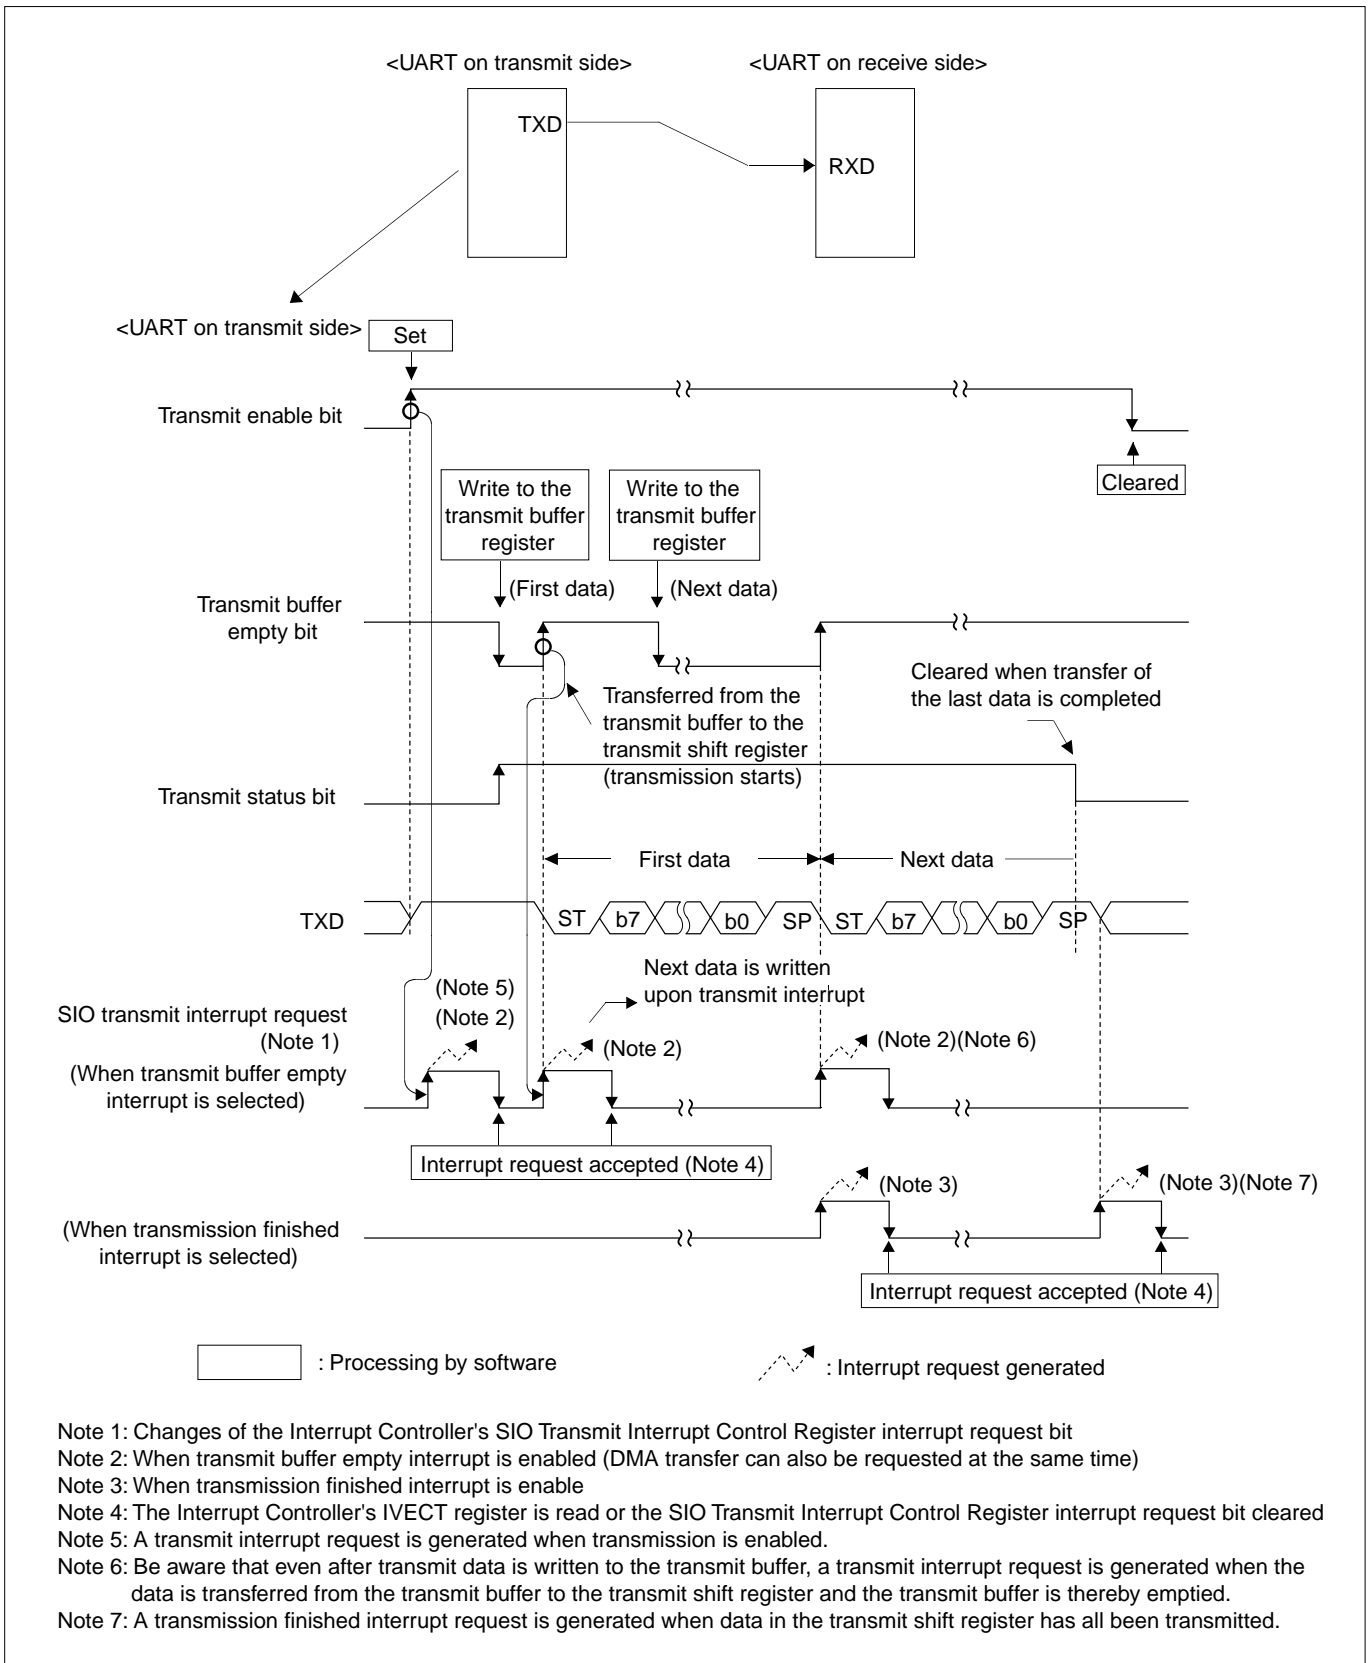 <UART on transmit side>
<UART on receive side>
TXD
RXD
<UART on transmit side>
Set
Transmit enable bit
Cleared
Write to the
transmit buffer
register
Write to the
transmit buffer
register
(First data)
(Next data)
Transmit buffer
empty bit
Transferred from the
transmit buffer to the
transmit shift register
(transmission starts)
Cleared when transfer of
the last data is completed
Transmit status bit
First data
Next data
TXD
ST
b7
b0
SP
ST
b7
b0
SP
Next data is written
upon transmit interrupt
(Note 5)
(Note 2)
SIO transmit interrupt request
(Note 1)
(When transmit buffer empty
interrupt is selected)
(Note 2)
(Note 2)(Note 6)
Interrupt request accepted (Note 4)
(Note 3)
(Note 3)(Note 7)
(When transmission finished
interrupt is selected)
Interrupt request accepted (Note 4)
: Processing by software
: Interrupt request generated
Note 1: Changes of the Interrupt Controller's SIO Transmit Interrupt Control Register interrupt request bit
Note 2: When transmit buffer empty interrupt is enabled (DMA transfer can also be requested at the same time)
Note 3: When transmission finished interrupt is enable
Note 4: The Interrupt Controller's IVECT register is read or the SIO Transmit Interrupt Control Register interrupt request bit cleared
Note 5: A transmit interrupt request is generated when transmission is enabled.
Note 6: Be aware that even after transmit data is written to the transmit buffer, a transmit interrupt request is generated when the
data is transferred from the transmit buffer to the transmit shift register and the transmit buffer is thereby emptied.
Note 7: A transmission finished interrupt request is generated when data in the transmit shift register has all been transmitted.